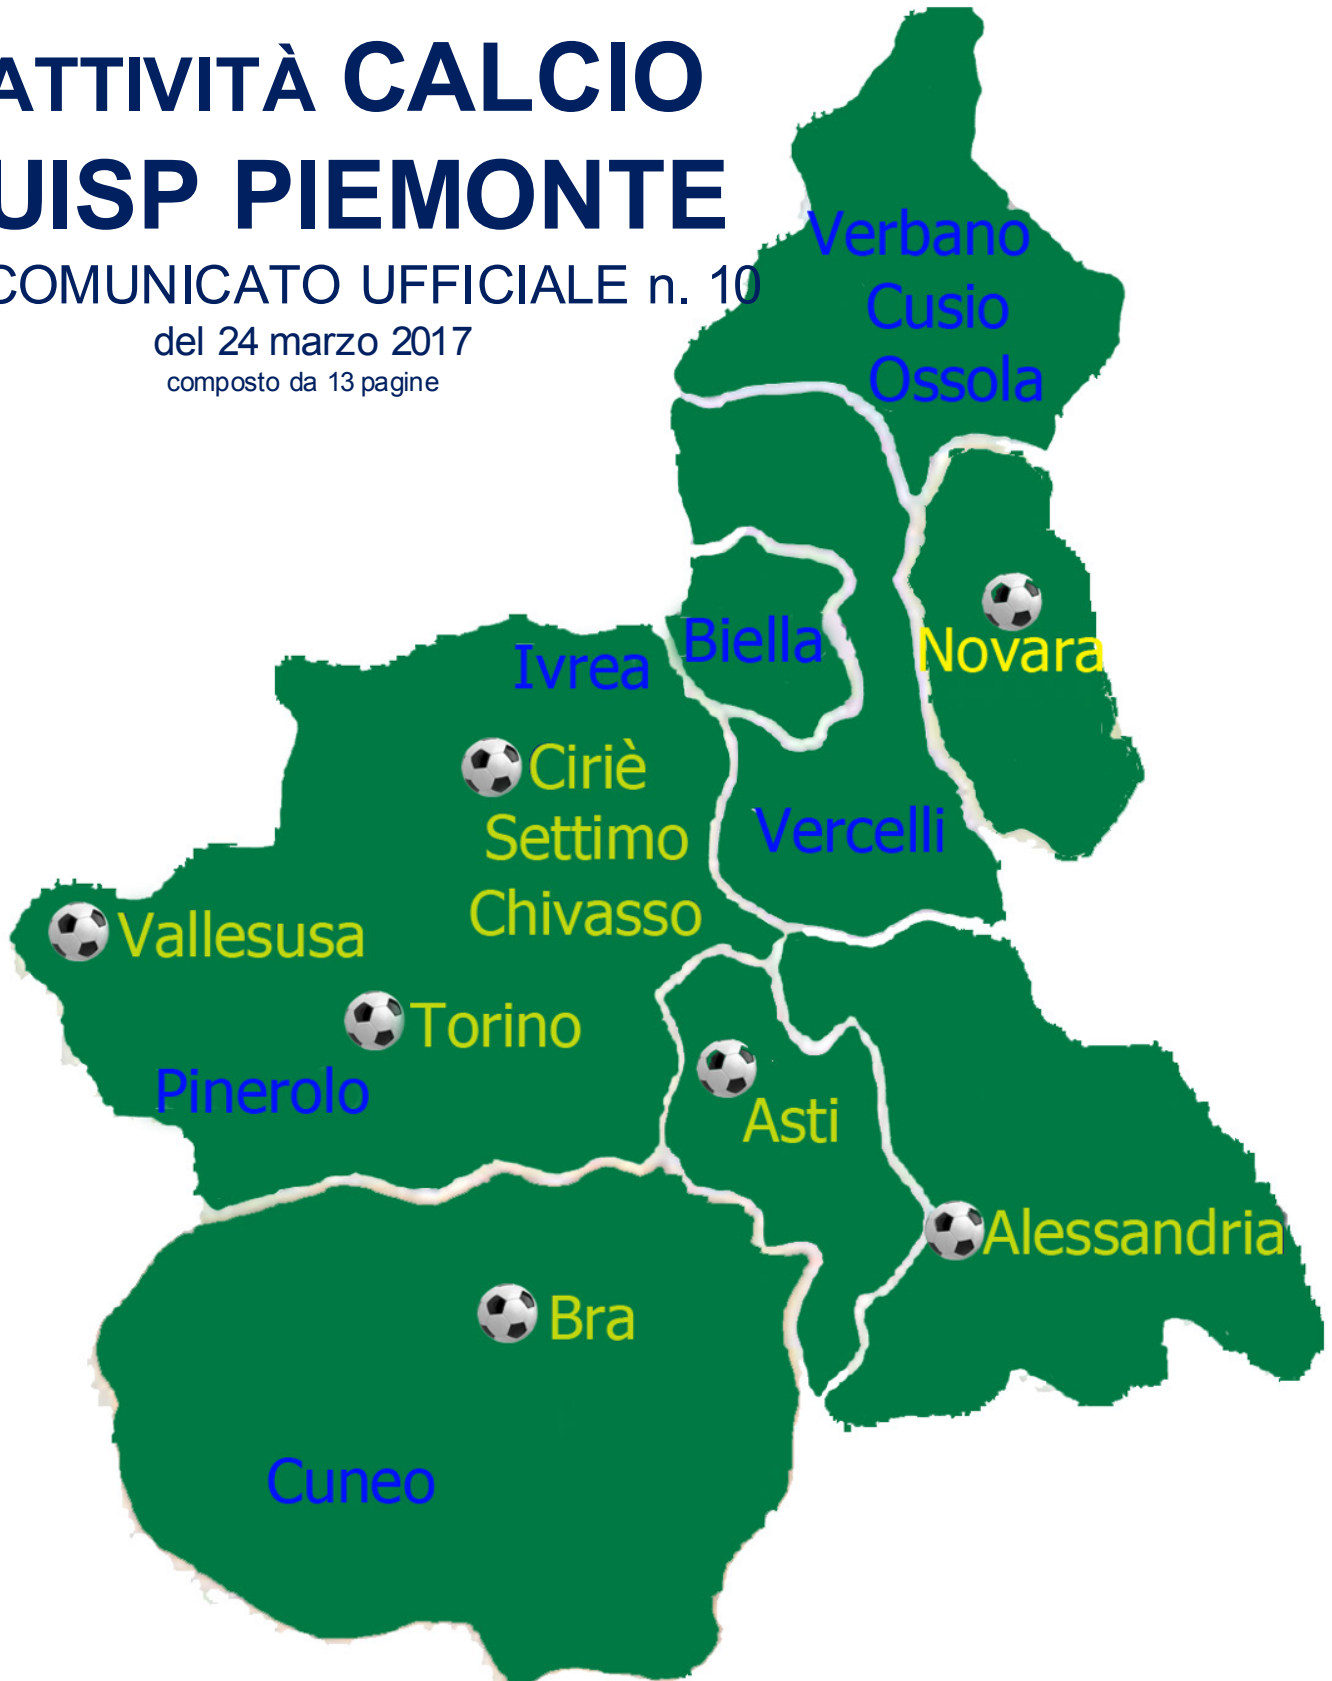 ATTIVITÀ CALCIO
UISP PIEMONTE
COMUNICATO UFFICIALE n. 10
del 24 marzo 2017
composto da 13 pagine
Verbano
Cusio
Ossola
Novara
Biella
Ivrea
Ciriè
Settimo
Chivasso
Vercelli
Vallesusa
Torino
Pinerolo
Asti
Alessandria
Bra
Cuneo